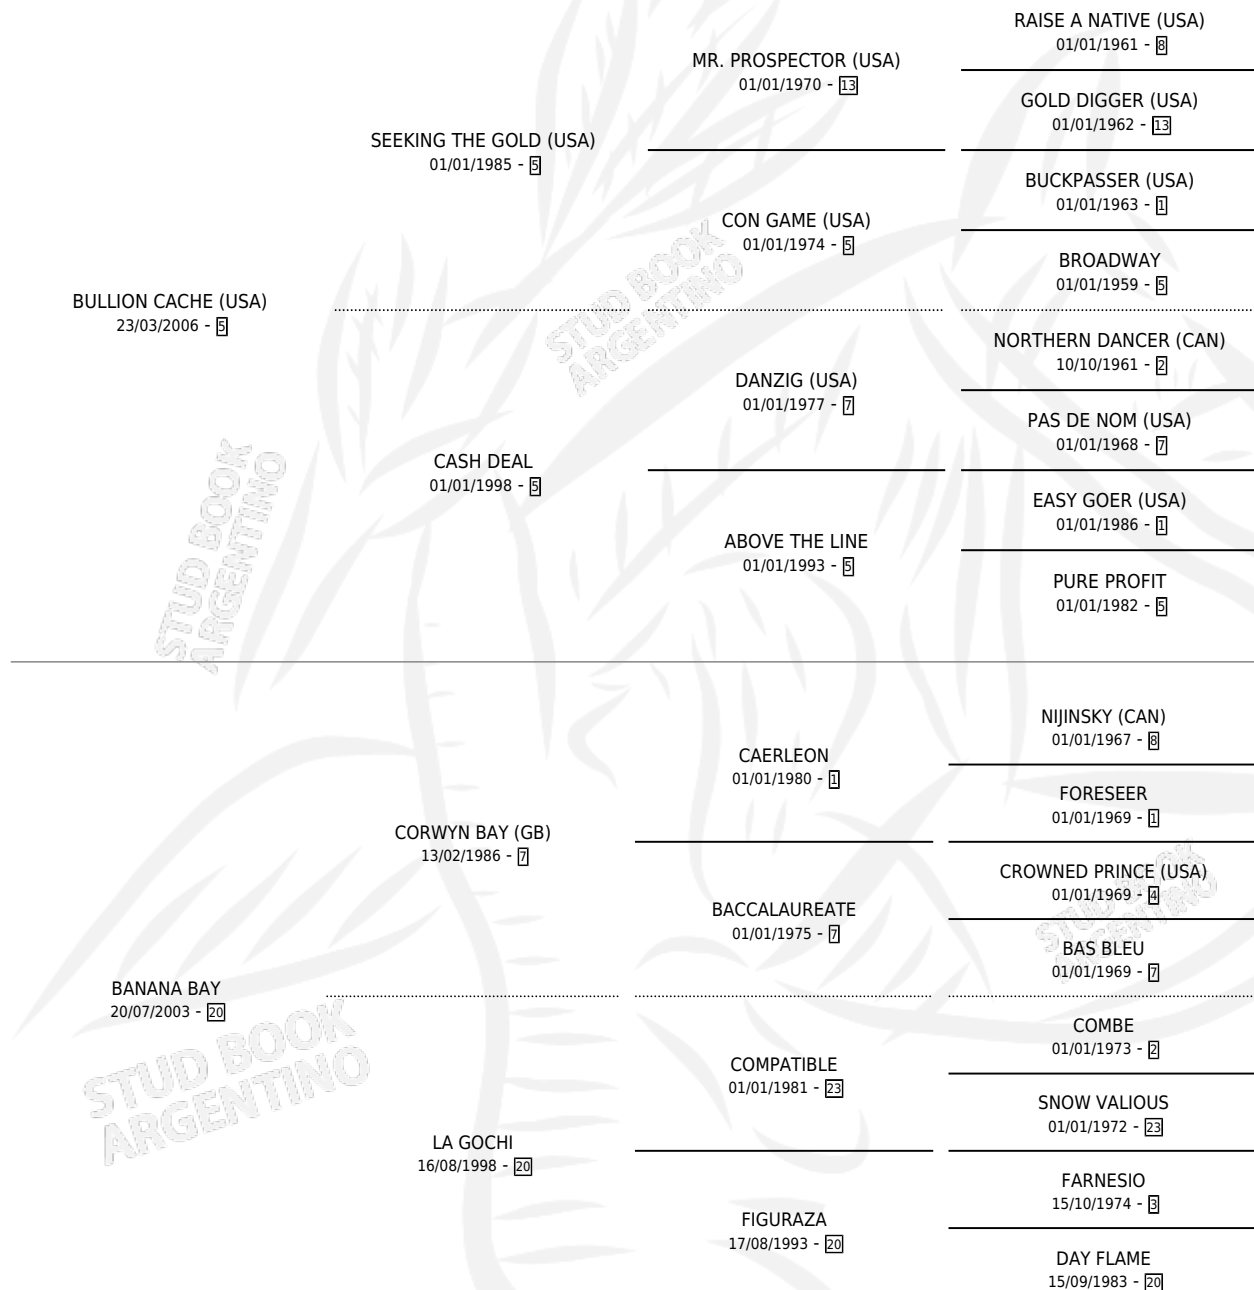 RAISE A NATIVE (USA)
01/01/1961 - 8
MR. PROSPECTOR (USA)
01/01/1970 - 13
GOLD DIGGER (USA)
01/01/1962 - 13
SEEKING THE GOLD (USA)
01/01/1985 - 5
BUCKPASSER (USA)
01/01/1963 - 1
CON GAME (USA)
01/01/1974 - 5
BROADWAY
01/01/1959 - 5
BULLION CACHE (USA)
23/03/2006 - 5
NORTHERN DANCER (CAN)
10/10/1961 - 2
DANZIG (USA)
01/01/1977 - 7
PAS DE NOM (USA)
01/01/1968 - 7
CASH DEAL
01/01/1998 - 5
EASY GOER (USA)
01/01/1986 - 1
ABOVE THE LINE
01/01/1993 - 5
PURE PROFIT
01/01/1982 - 5
NIJINSKY (CAN)
01/01/1967 - 8
CAERLEON
01/01/1980 - 1
FORESEER
01/01/1969 - 1
CORWYN BAY (GB)
13/02/1986 - 7
CROWNED PRINCE (USA)
01/01/1969 - 4
BACCALAUREATE
01/01/1975 - 7
BAS BLEU
01/01/1969 - 7
BANANA BAY
20/07/2003 - 20
COMBE
01/01/1973 - 2
COMPATIBLE
01/01/1981 - 23
SNOW VALIOUS
01/01/1972 - 23
LA GOCHI
16/08/1998 - 20
FARNESIO
15/10/1974 - 3
FIGURAZA
17/08/1993 - 20
DAY FLAME
15/09/1983 - 20
STUD BOOK
ARGENTINO
STUD BOOK
ARGENTINO
STUD BOOK
ARGENTINO
STUD BOOK
ARGENTINO